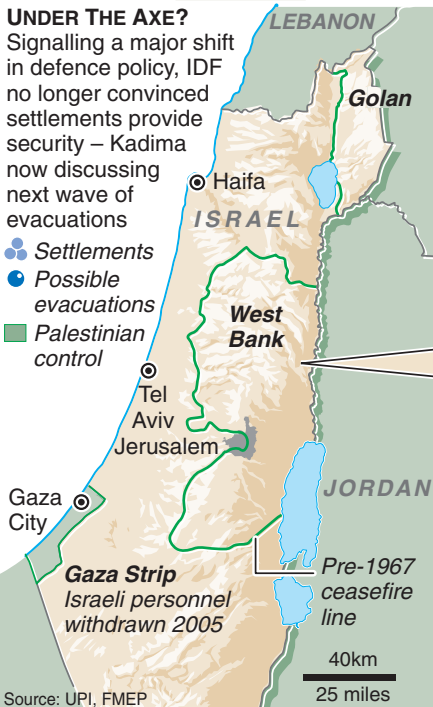 UNDER THE AXE?
Signalling a major shift
in defence policy, IDF
no longer convinced
settlements provide
security – Kadima
now discussing
next wave of
evacuations
Settlements
Possible
evacuations
Palestinian
control
LEBANON
Golan
Haifa
ISRAEL
West
Bank
Tel
Aviv
Jerusalem
Gaza
City
JORDAN
Gaza Strip
Israeli personnel
withdrawn 2005
Pre-1967
ceasefire
line
40km
25 miles
Source: UPI, FMEP